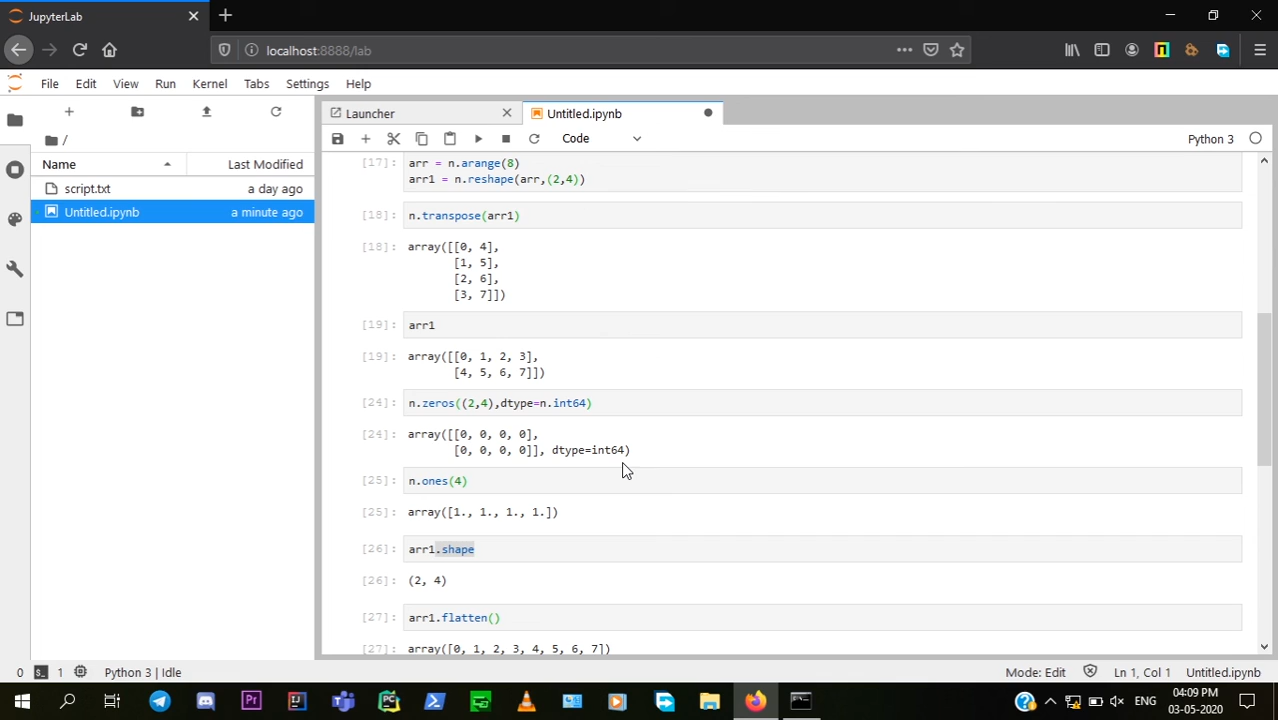 JupyterLab
localhost:8888/lab
File Edit View Run Kernel Tabs Settings Help
Launcher
Untitled.ipynb
Code
Python 3
/
Name
Last Modified
script.txt
a day ago
Untitled.ipynb
a minute ago
[17]: arr = n.arange(8)
arr1 = n.reshape(arr,(2,4))
[18]: n.transpose(arr1)
[18]: array([[0, 4],
[1, 5],
[2, 6],
[3, 7]])
[19]: arr1
[19]: array([[0, 1, 2, 3],
[4, 5, 6, 7]])
[24]: n.zeros((2,4),dtype=n.int64)
[24]: array([[0, 0, 0, 0],
[0, 0, 0, 0]], dtype=int64)
[25]: n.ones(4)
[25]: array([1., 1., 1., 1.])
[26]: arr1.shape
[26]: (2, 4)
[27]: arr1.flatten()
[27]: array([0, 1, 2, 3, 4, 5, 6, 7])
0
1
Python 3 | Idle
Mode: Edit
Ln 1, Col 1
Untitled.ipynb
ENG
04:09 PM
03-05-2020